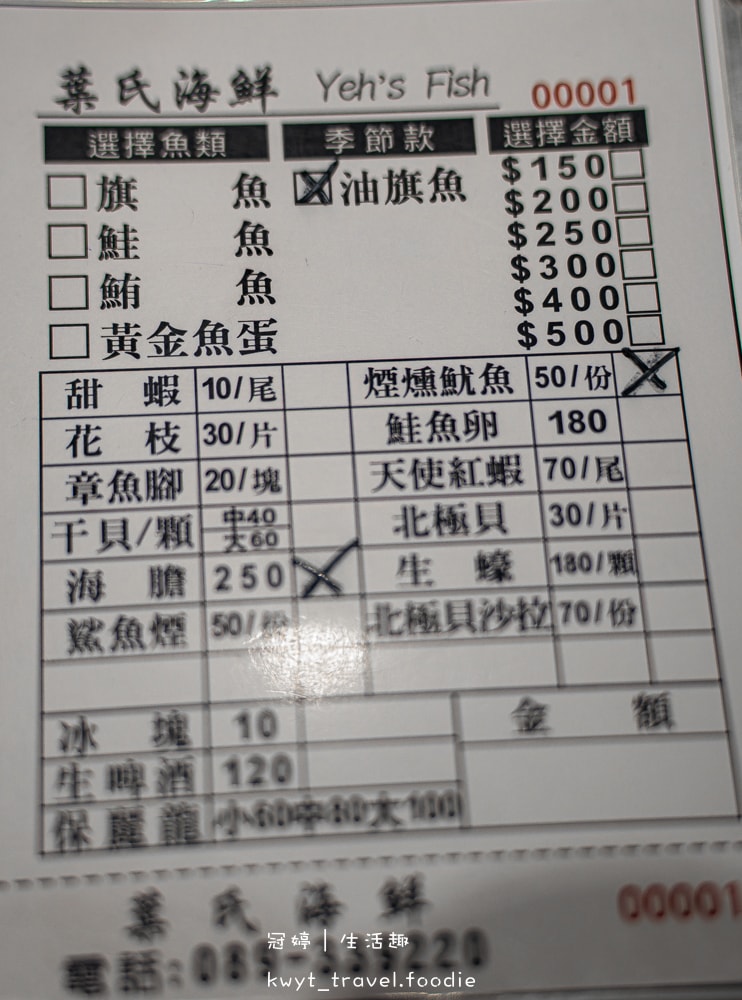 葉氏海鮮 Yeh's Fish 00001
選擇魚類 季節款 選擇金額
旗魚 油旗魚 $150
$200
鮭魚 $250
鮪魚 $300
$400
黃金魚蛋 $500
甜蝦 10/尾 煙燻魷魚 50/份
花枝 30/片 鮭魚卵 180
章魚腳 20/塊 天使紅蝦 70/尾
干貝/顆 中40 大60 北極貝 30/片
海膽 250 生蠔 180/顆
鯊魚煙 50/份 北極貝沙拉 70/份
冰塊 10 金額
生啤酒 120
保麗龍 小60中80大100
葉氏海鮮 00001
電話:089-
冠婷｜生活趣
kwyt_travel.foodie